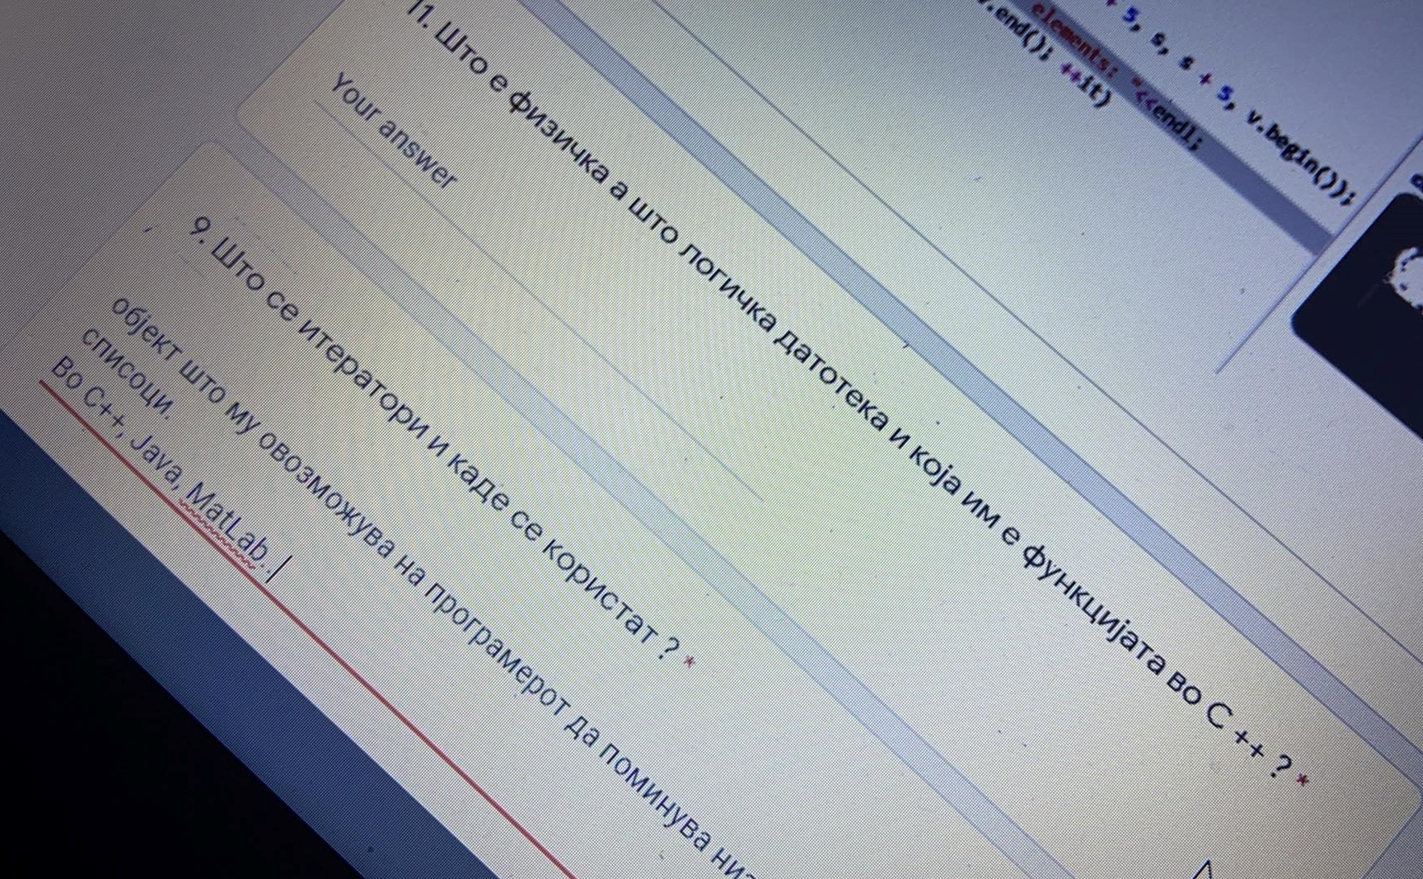 + 5, s, s + 5, v.begin());
elements: "<<endl;
.end(); ++it)
11. Што е физичка а што логичка датотека и која им е функцијата во C ++ ? *
Your answer
9. Што се итератори и каде се користат ? *
објект што му овозможува на програмерот да поминува низ
списоци.
Во C++, Java, MatLab..